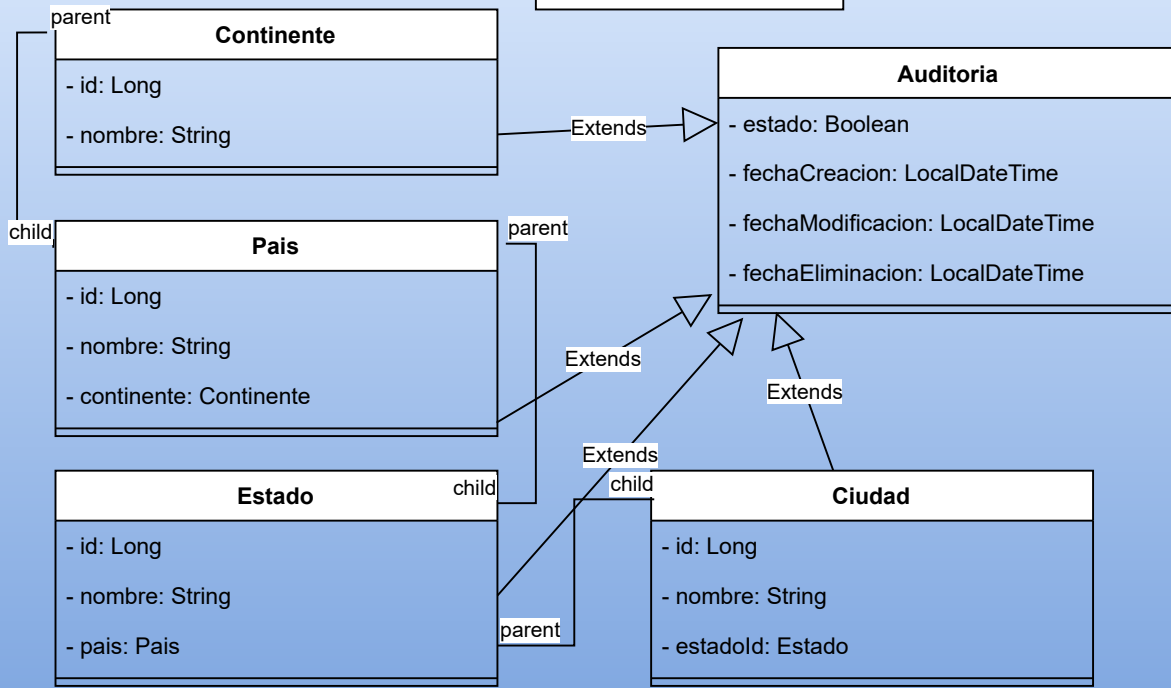 parent
Continente
- id: Long
- nombre: String
Extends
Auditoria
- estado: Boolean
- fechaCreacion: LocalDateTime
- fechaModificacion: LocalDateTime
- fechaEliminacion: LocalDateTime
child
parent
Pais
- id: Long
- nombre: String
- continente: Continente
Extends
Extends
Extends
child
Estado
- id: Long
- nombre: String
- pais: Pais
parent
child
Ciudad
- id: Long
- nombre: String
- estadoId: Estado